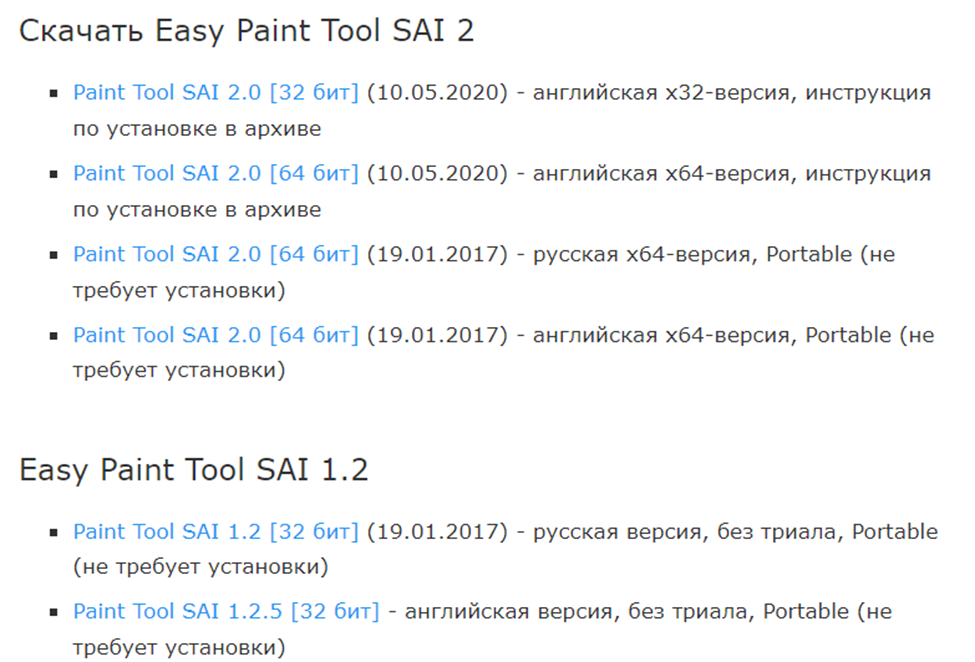 Скачать Easy Paint Tool SAI 2
Paint Tool SAI 2.0 [32 бит] (10.05.2020) - английская x32-версия, инструкция
по установке в архиве
Paint Tool SAI 2.0 [64 бит] (10.05.2020) - английская x64-версия, инструкция
по установке в архиве
Paint Tool SAI 2.0 [64 бит] (19.01.2017) - русская x64-версия, Portable (не
требует установки)
Paint Tool SAI 2.0 [64 бит] (19.01.2017) - английская x64-версия, Portable (не
требует установки)
Easy Paint Tool SAI 1.2
Paint Tool SAI 1.2 [32 бит] (19.01.2017) - русская версия, без триала, Portable
(не требует установки)
Paint Tool SAI 1.2.5 [32 бит] - английская версия, без триала, Portable (не
требует установки)